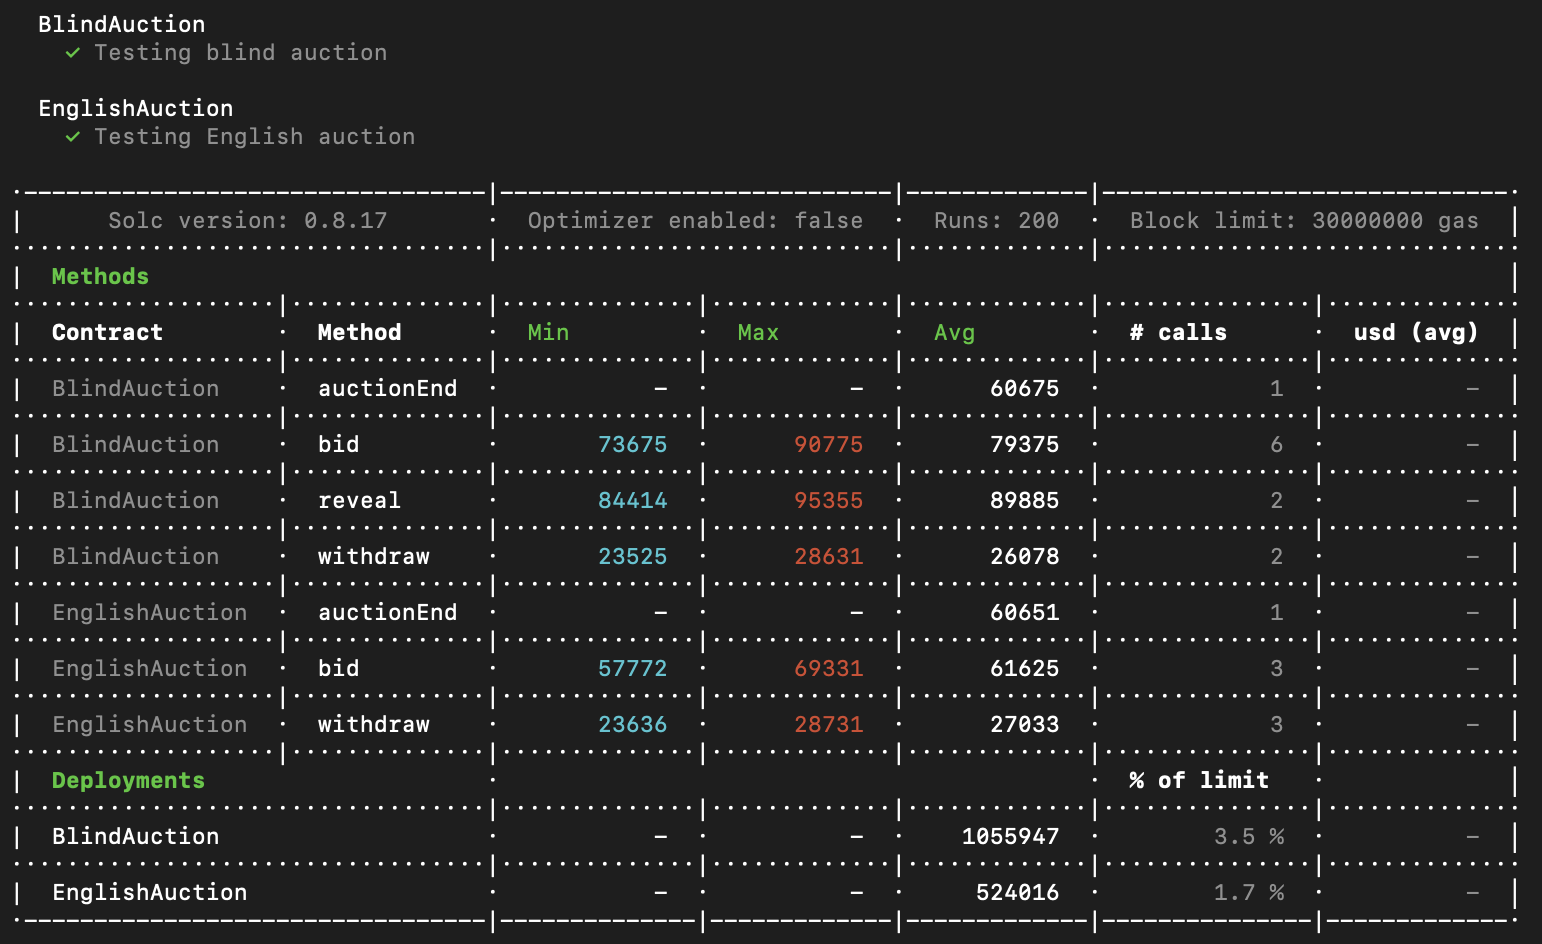 BlindAuction
✓ Testing blind auction
EnglishAuction
✓ Testing English auction
Solc version: 0.8.17 · Optimizer enabled: false · Runs: 200 · Block limit: 30000000 gas
Methods
Contract · Method · Min · Max · Avg · # calls · usd (avg)
BlindAuction · auctionEnd · - · - · 60675 · 1 · -
BlindAuction · bid · 73675 · 90775 · 79375 · 6 · -
BlindAuction · reveal · 84414 · 95355 · 89885 · 2 · -
BlindAuction · withdraw · 23525 · 28631 · 26078 · 2 · -
EnglishAuction · auctionEnd · - · - · 60651 · 1 · -
EnglishAuction · bid · 57772 · 69331 · 61625 · 3 · -
EnglishAuction · withdraw · 23636 · 28731 · 27033 · 3 · -
Deployments · · % of limit ·
BlindAuction · - · - · 1055947 · 3.5 % · -
EnglishAuction · - · - · 524016 · 1.7 % · -